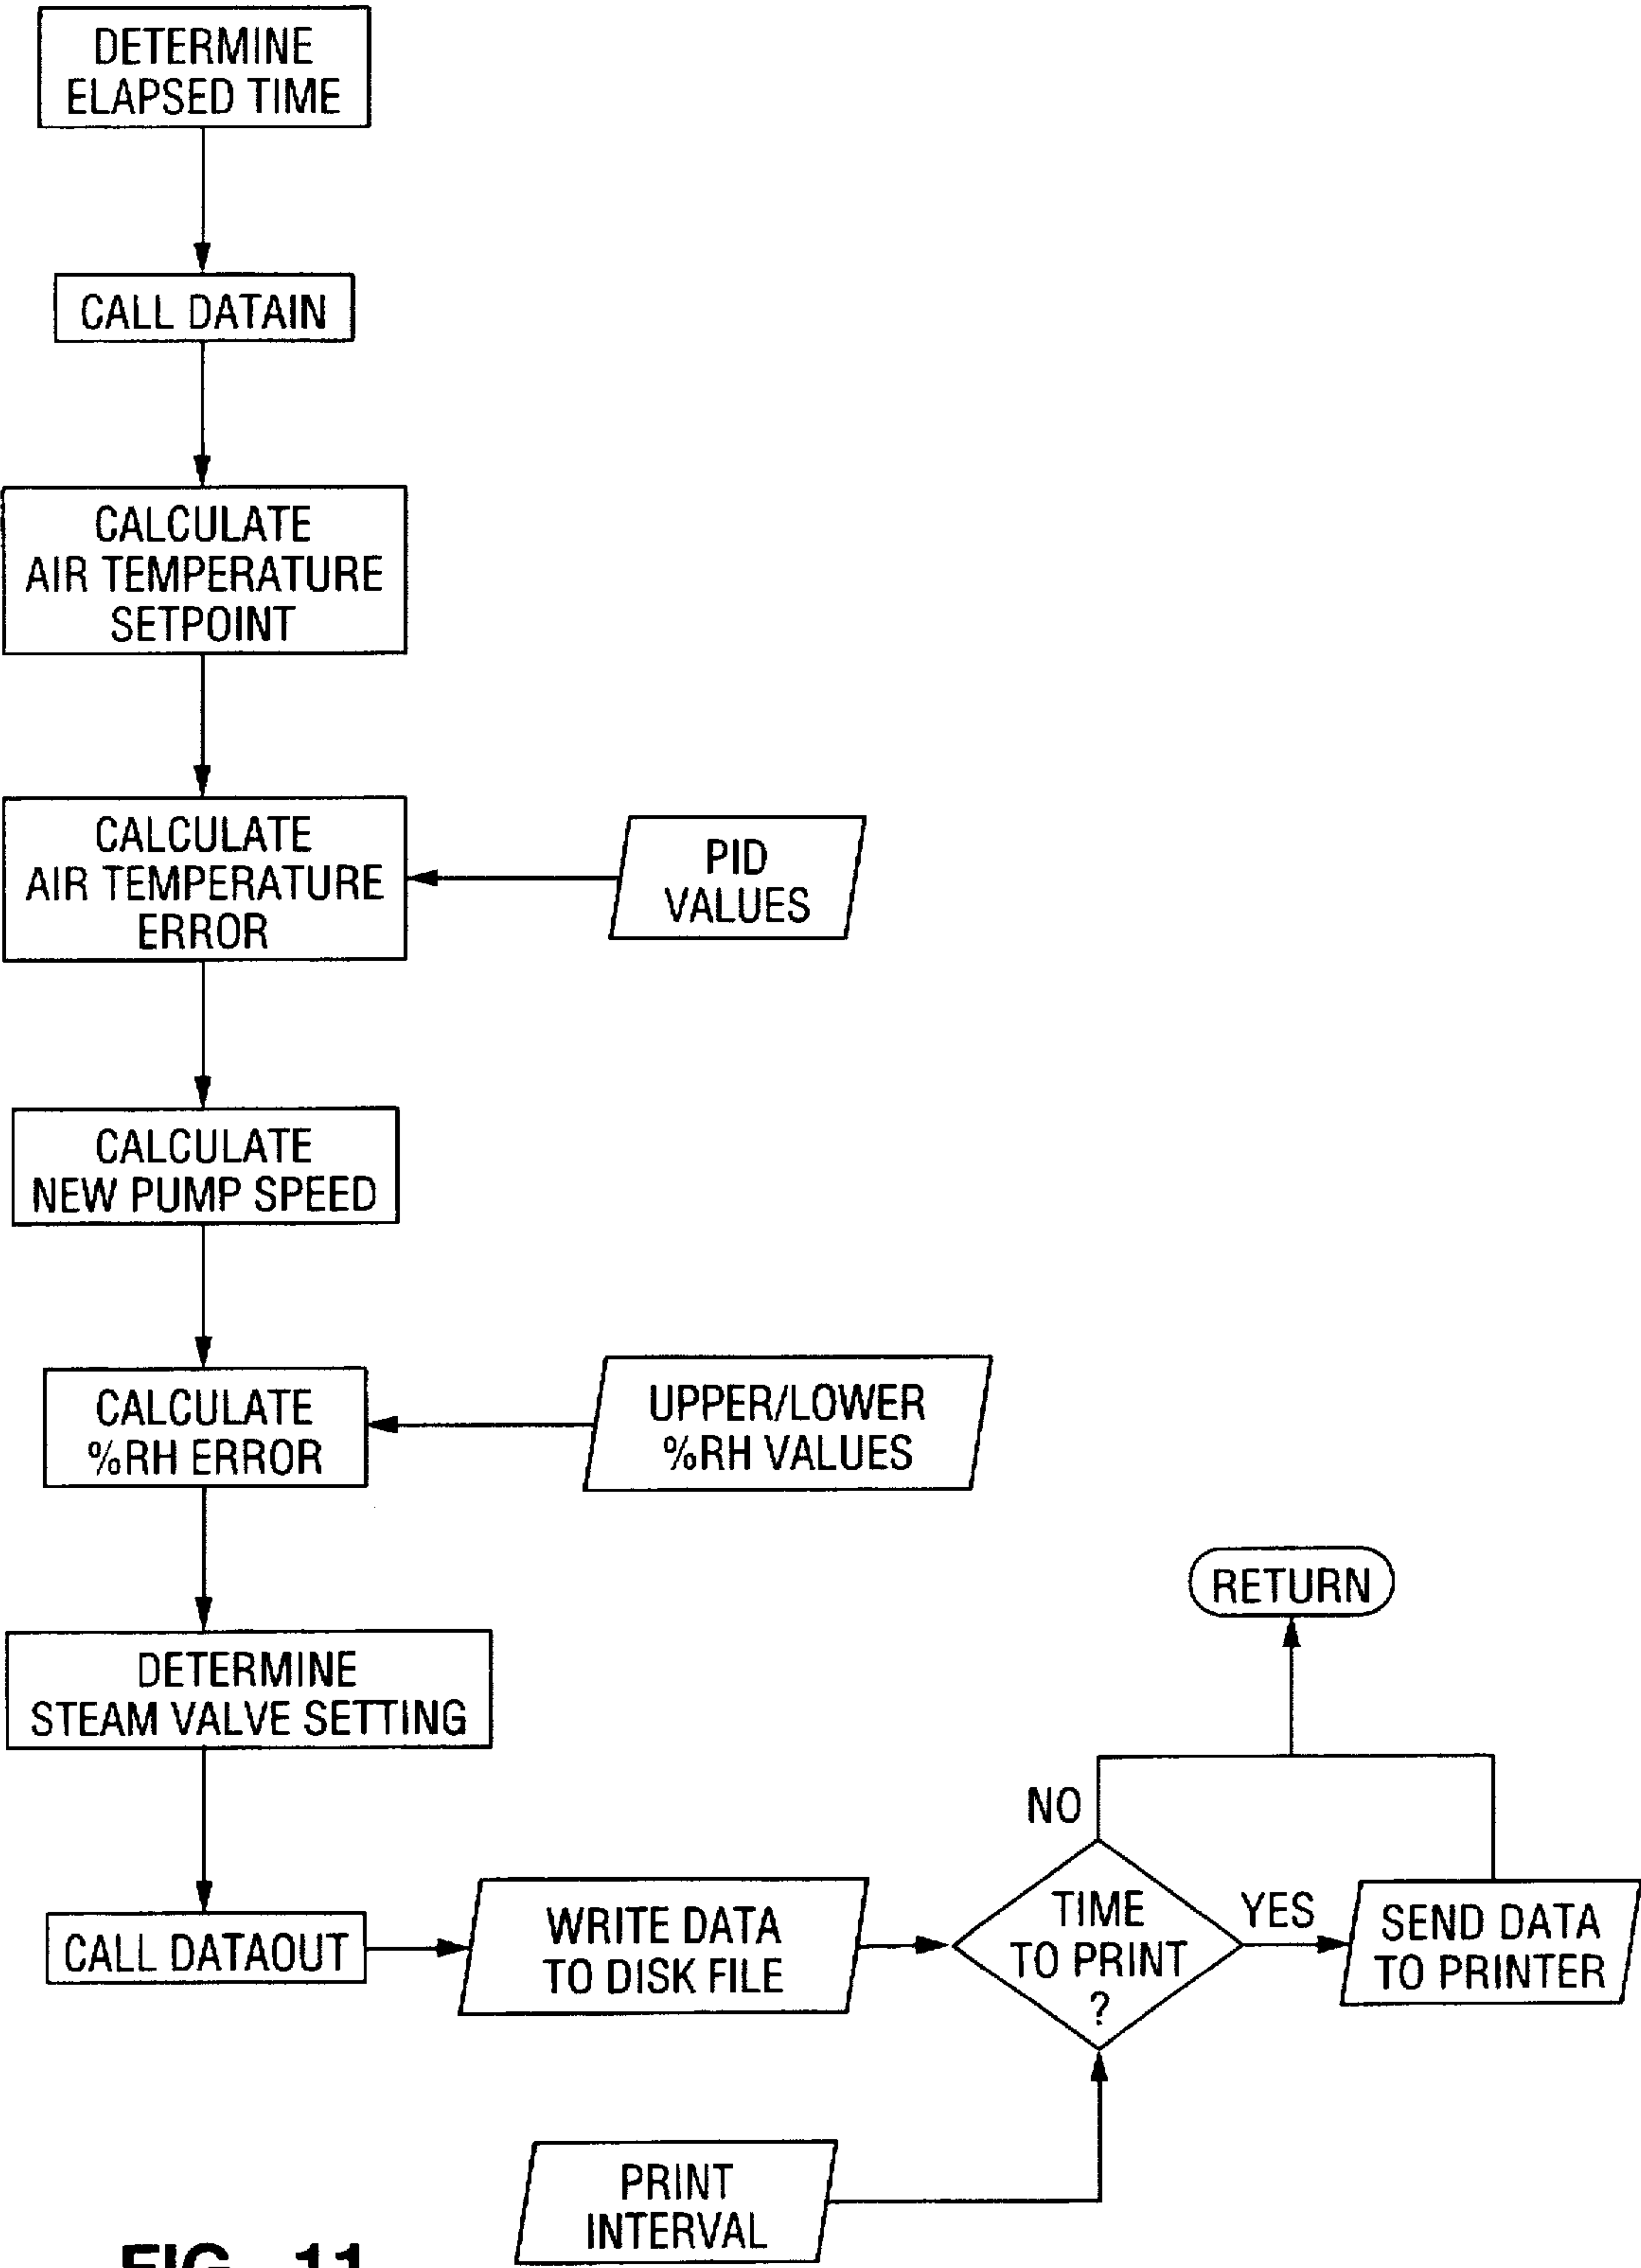 DETERMINE
ELAPSED TIME
CALL DATAIN
CALCULATE
AIR TEMPERATURE
SETPOINT
CALCULATE
AIR TEMPERATURE
ERROR
PID
VALUES
CALCULATE
NEW PUMP SPEED
CALCULATE
%RH ERROR
UPPER/LOWER
%RH VALUES
RETURN
DETERMINE
STEAM VALVE SETTING
NO
CALL DATAOUT
WRITE DATA
TO DISK FILE
TIME
TO PRINT
?
YES
SEND DATA
TO PRINTER
PRINT
INTERVAL
FIG. 11